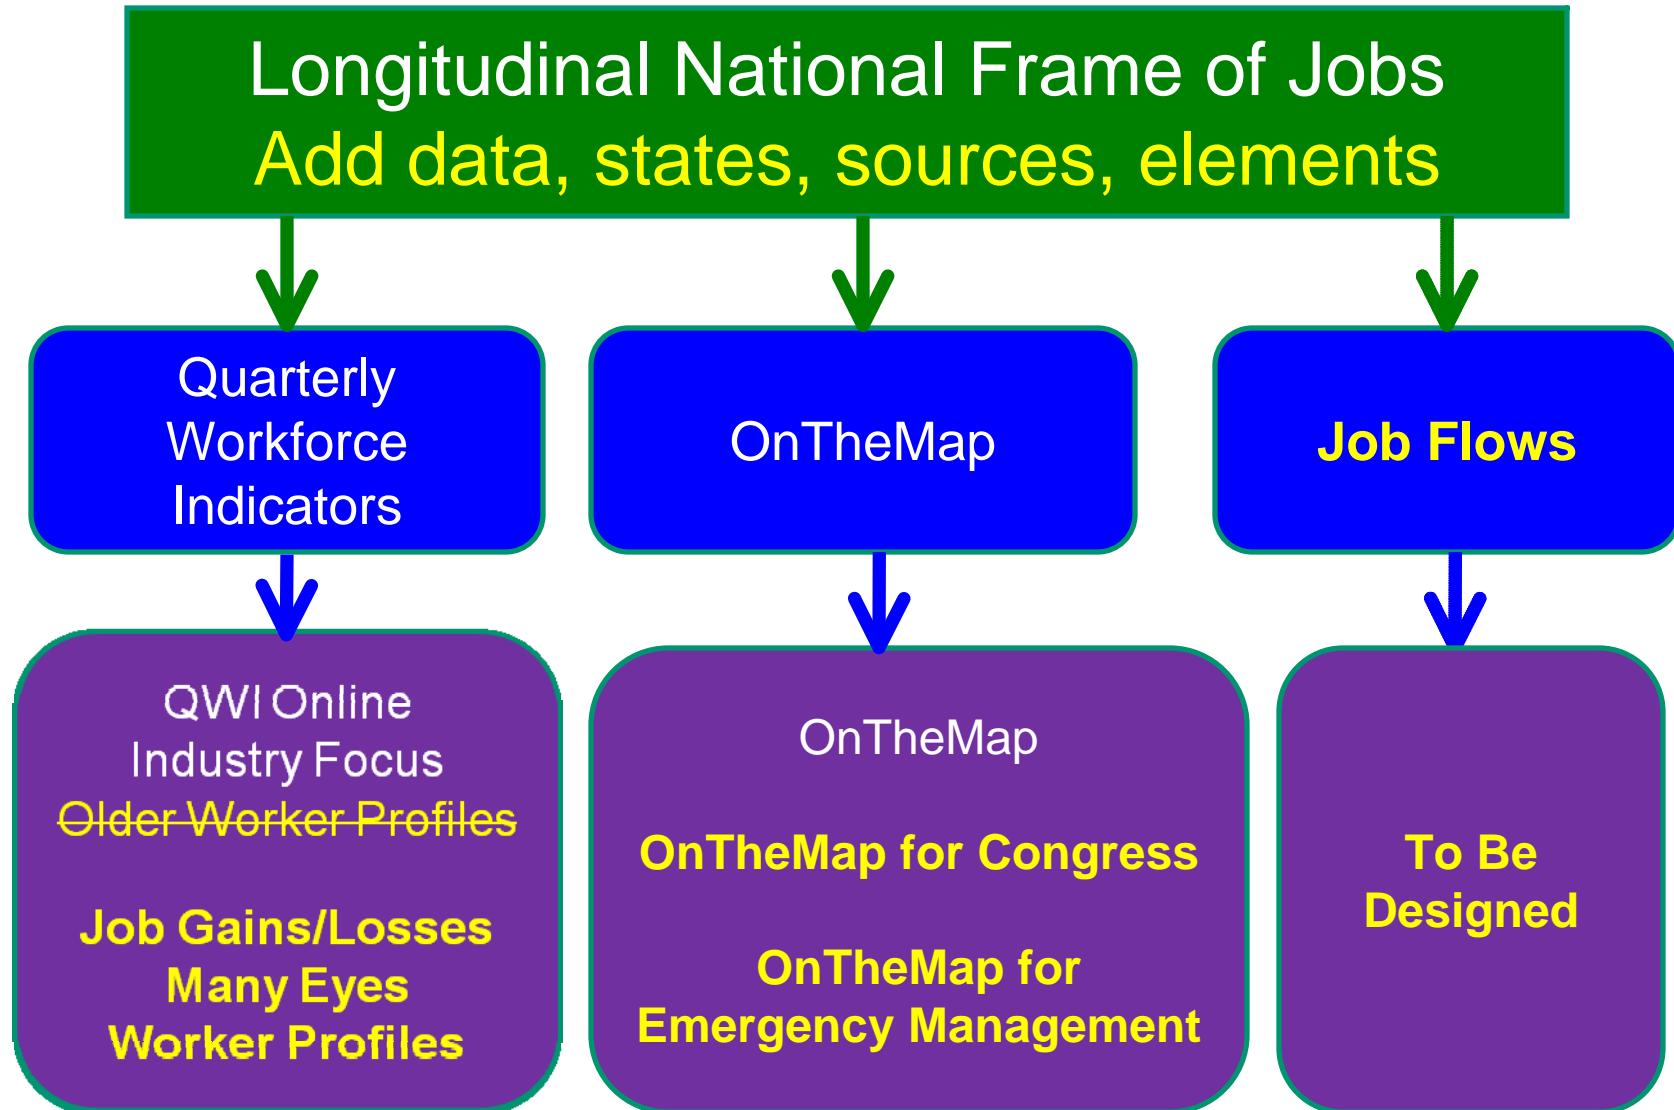 Longitudinal National Frame of Jobs
Add data, states, sources, elements
Quarterly
Workforce
Indicators
OnTheMap
Job Flows
QWI Online
Industry Focus
Older Worker Profiles
Job Gains/Losses
Many Eyes
Worker Profiles
OnTheMap
OnTheMap for Congress
OnTheMap for
Emergency Management
To Be
Designed